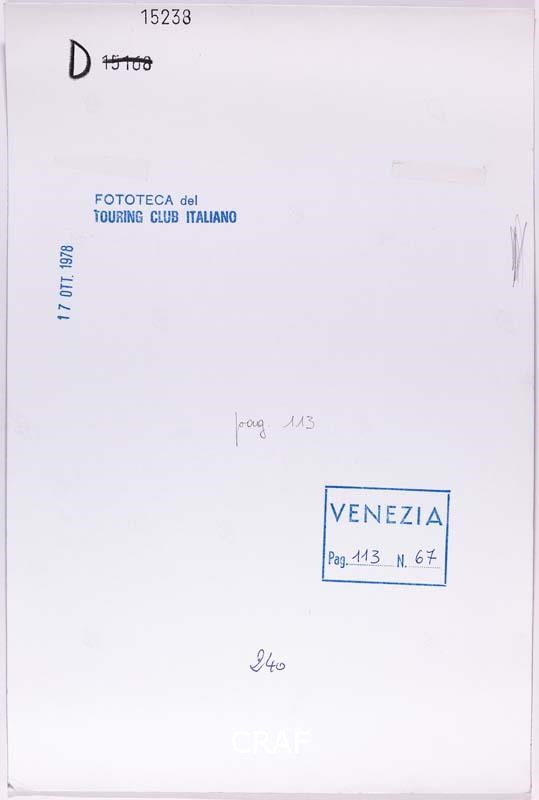 15238
D 15168
FOTOTECA del
TOURING CLUB ITALIANO
17 OTT. 1978
pag. 113
VENEZIA
Pag. 113 N. 67
240
CRAF